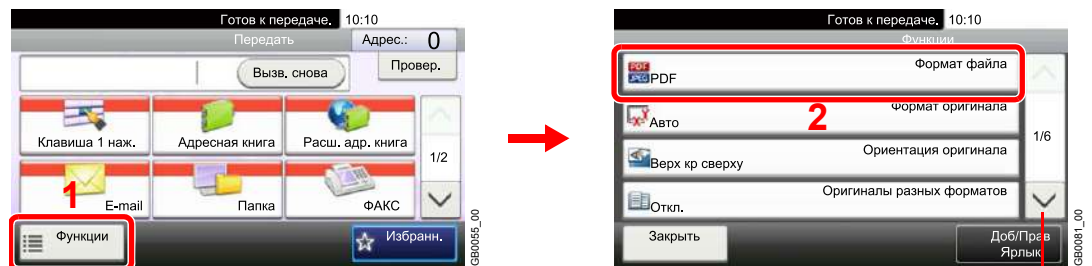 Готов к передаче. 10:10
Передать Адрес.: 0
Вызв. снова Провер.
Клавиша 1 наж. Адресная книга Расш. адр. книга
1/2
1 E-mail Папка ФАКС
Функции Избранн.
GB0055_00
Готов к передаче. 10:10
Функции
Формат файла
PDF JPEG PDF
Формат оригинала
Авто 2
1/6
Ориентация оригинала
Верх кр сверху
Оригиналы разных форматов
Откл.
Закрыть Доб/Прав
Ярлык
GB0081_00